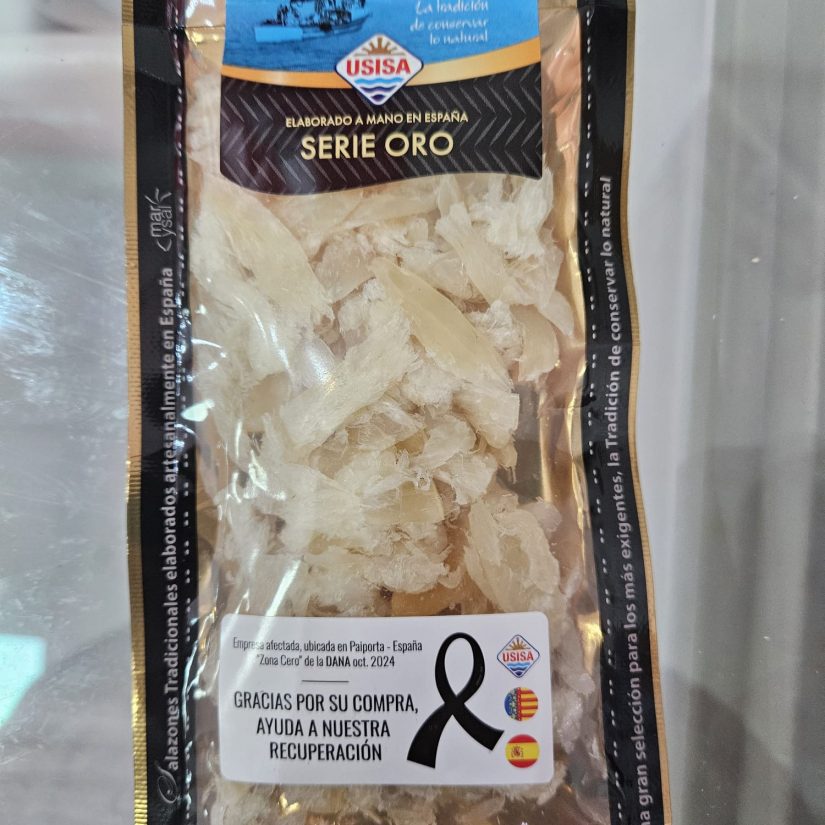 La tradición
de conservar
lo natural
USISA
ELABORADO A MANO EN ESPAÑA
SERIE ORO
Salazones Tradicionales elaborados artesanalmente en España
mar
ysal
gran selección para los más exigentes, la Tradición de conservar lo natural
Empresa afectada, ubicada en Paiporta - España
"Zona Cero" de la DANA oct. 2024
GRACIAS POR SU COMPRA,
AYUDA A NUESTRA
RECUPERACIÓN
USISA